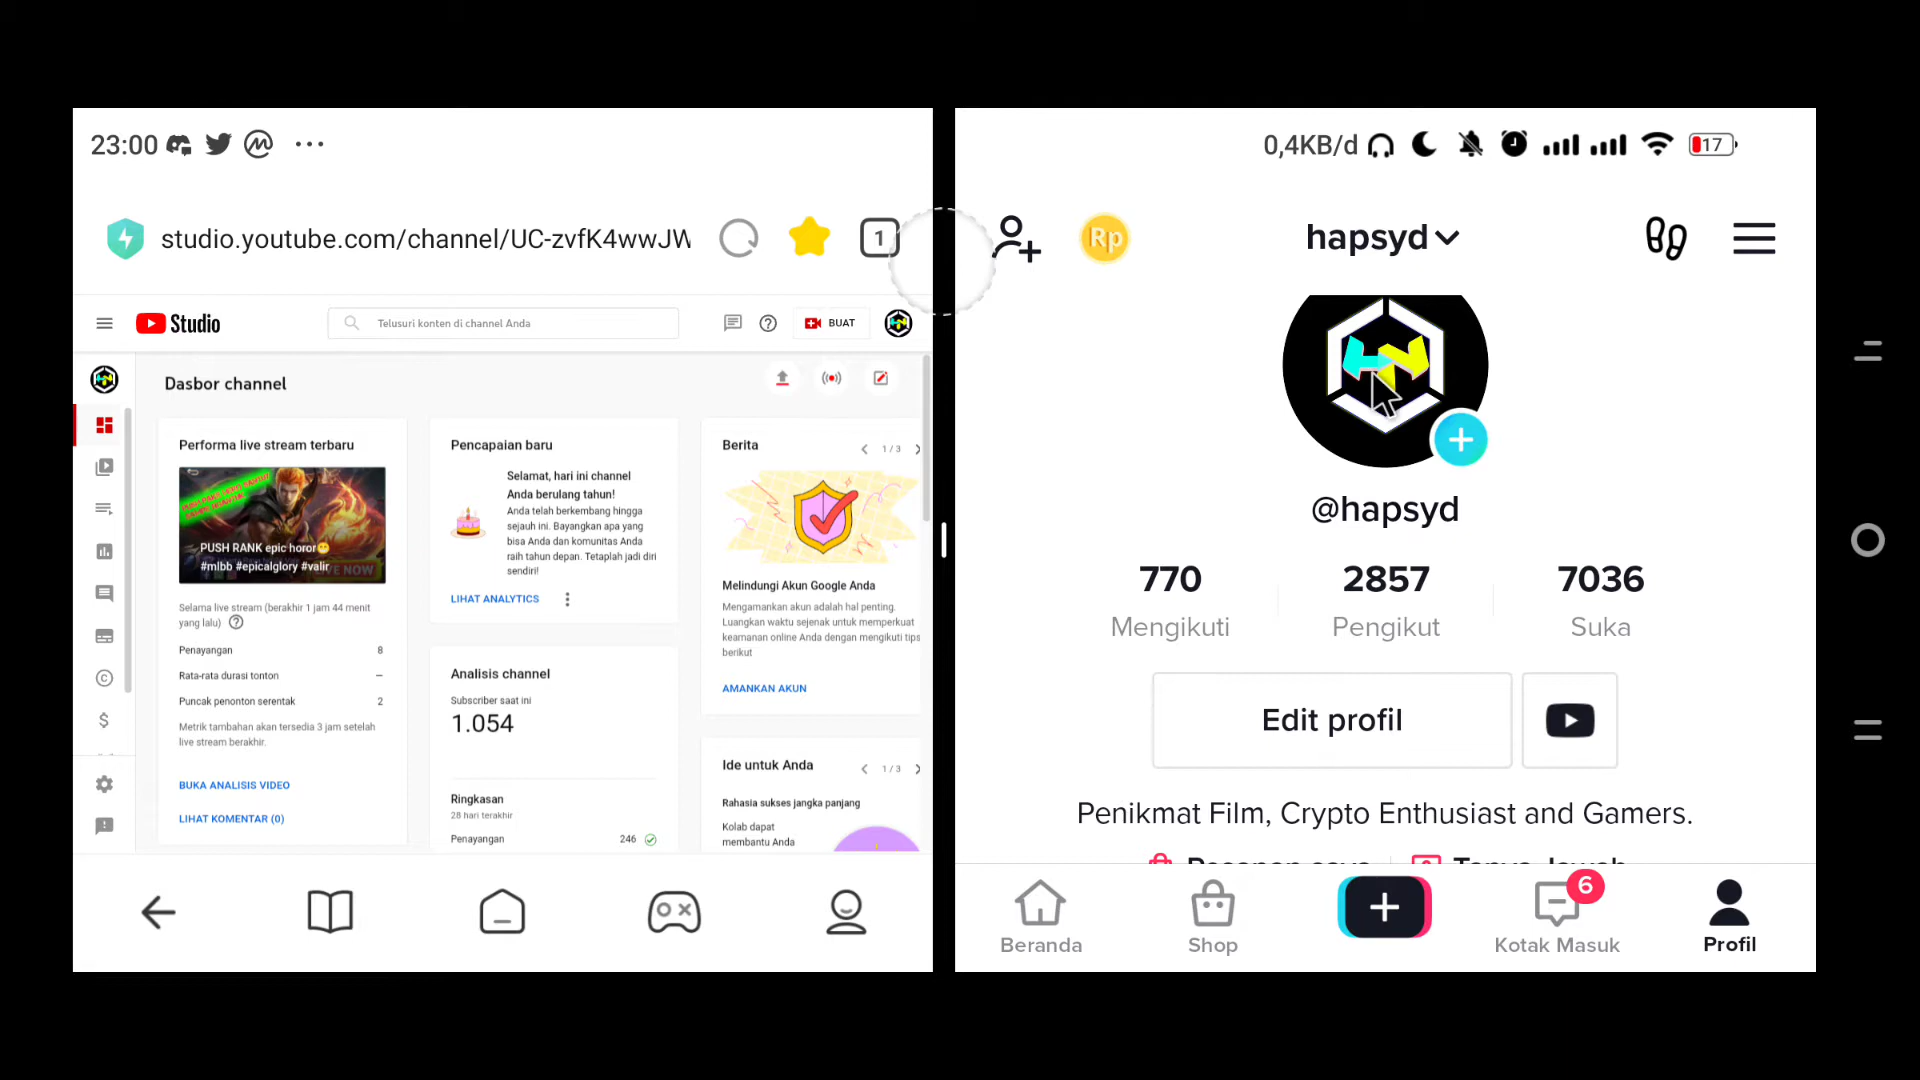 23:00
studio.youtube.com/channel/UC-zvfK4wwJW
1
Studio
Telusuri konten di channel Anda
BUAT
Dasbor channel
Performa live stream terbaru
PUSH RANK epic horor😁
#mlbb #epicalglory #valir
LIVE NOW
Selama live stream (berakhir 1 jam 44 menit
yang lalu)
Penayangan 8
Rata-rata durasi tonton –
Puncak penonton serentak 2
Metrik tambahan akan tersedia 3 jam setelah
live stream berakhir.
BUKA ANALISIS VIDEO
LIHAT KOMENTAR (0)
Pencapaian baru
Selamat, hari ini channel
Anda berulang tahun!
Anda telah berkembang hingga
sejauh ini. Bayangkan apa yang
bisa Anda dan komunitas Anda
raih tahun depan. Tetaplah jadi diri
sendiri!
LIHAT ANALYTICS
Analisis channel
Subscriber saat ini
1.054
Ringkasan
28 hari terakhir
Penayangan 246
Berita
1 / 3
Melindungi Akun Google Anda
Mengamankan akun adalah hal penting.
Luangkan waktu sejenak untuk memperkuat
keamanan online Anda dengan mengikuti tips
berikut
AMANKAN AKUN
Ide untuk Anda
1 / 3
Rahasia sukses jangka panjang
Kolab dapat
membantu Anda
0,4KB/d
17
Rp
hapsyd
@hapsyd
770
Mengikuti
2857
Pengikut
7036
Suka
Edit profil
Penikmat Film, Crypto Enthusiast and Gamers.
Pesanan saya
Tanya Jawab
Beranda
Shop
6
Kotak Masuk
Profil